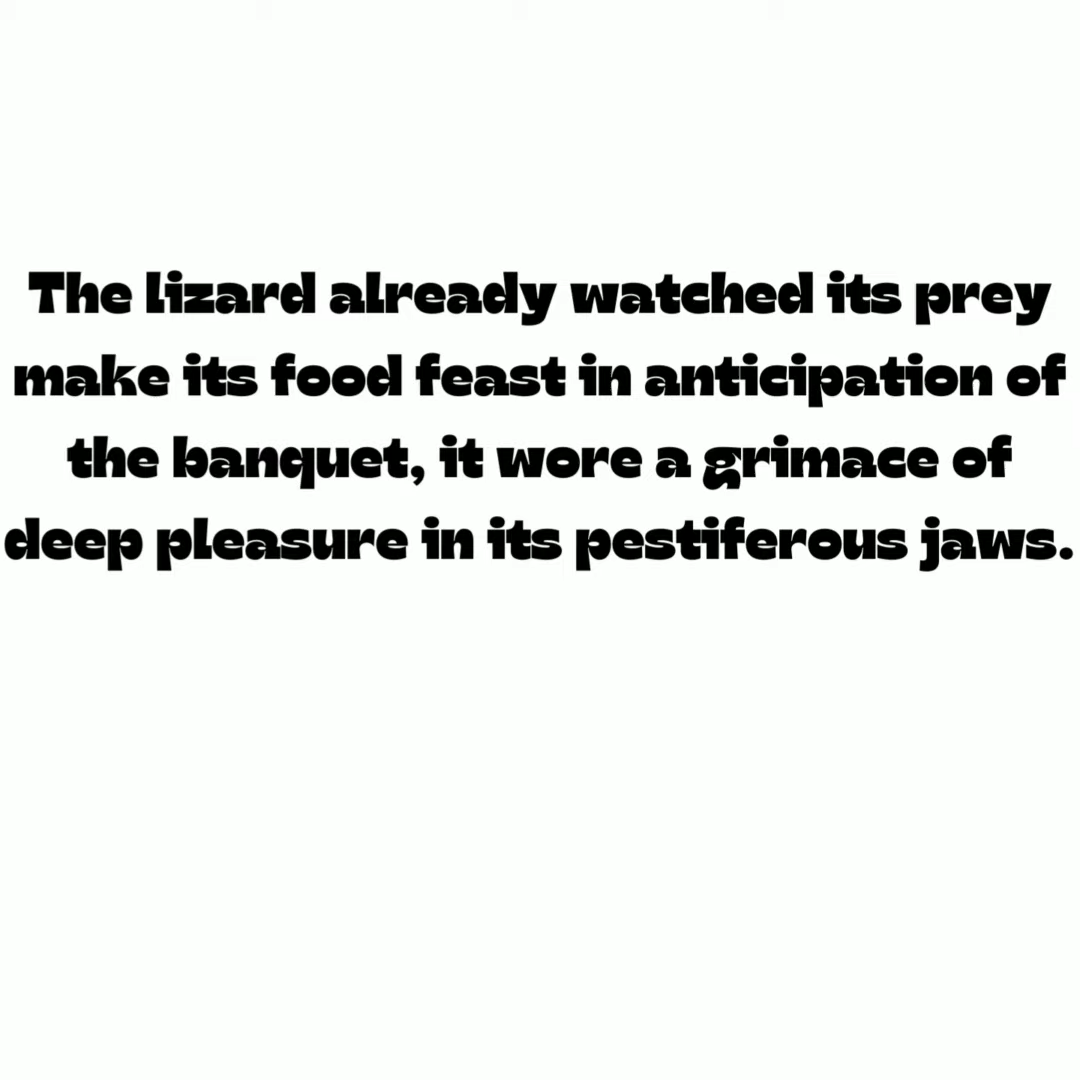 The lizard already watched its prey
make its food feast in anticipation of
the banquet, it wore a grimace of
deep pleasure in its pestiferous jaws.